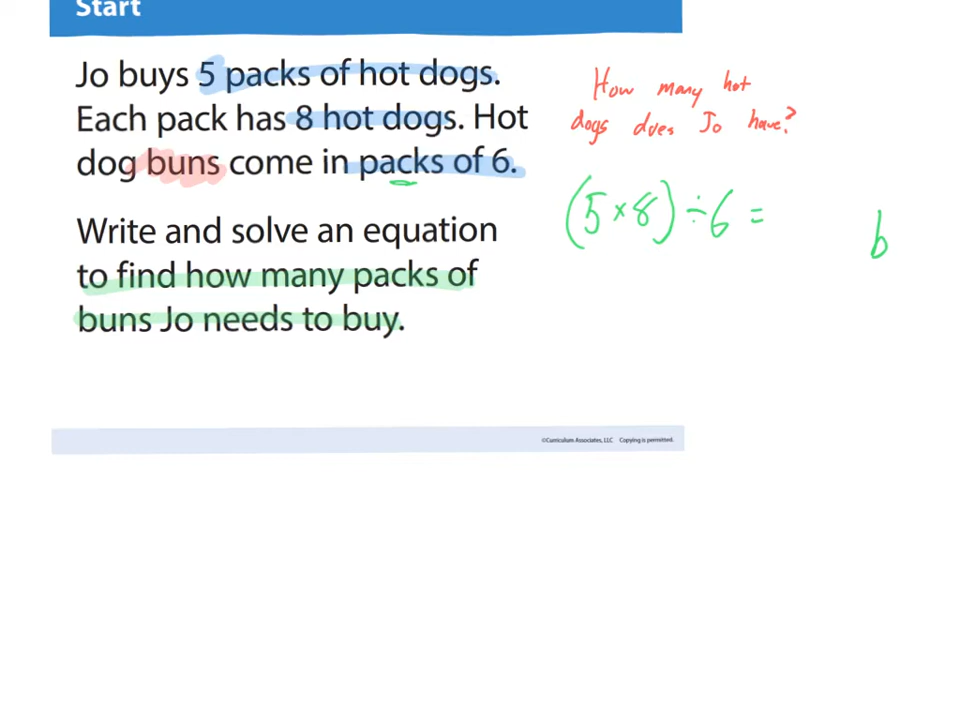 Start
Jo buys 5 packs of hot dogs.
Each pack has 8 hot dogs. Hot
dog buns come in packs of 6.
Write and solve an equation
to find how many packs of
buns Jo needs to buy.
How many hot
dogs does Jo have?
(5 × 8) ÷ 6 =
b
©Curriculum Associates, LLC Copying is permitted.